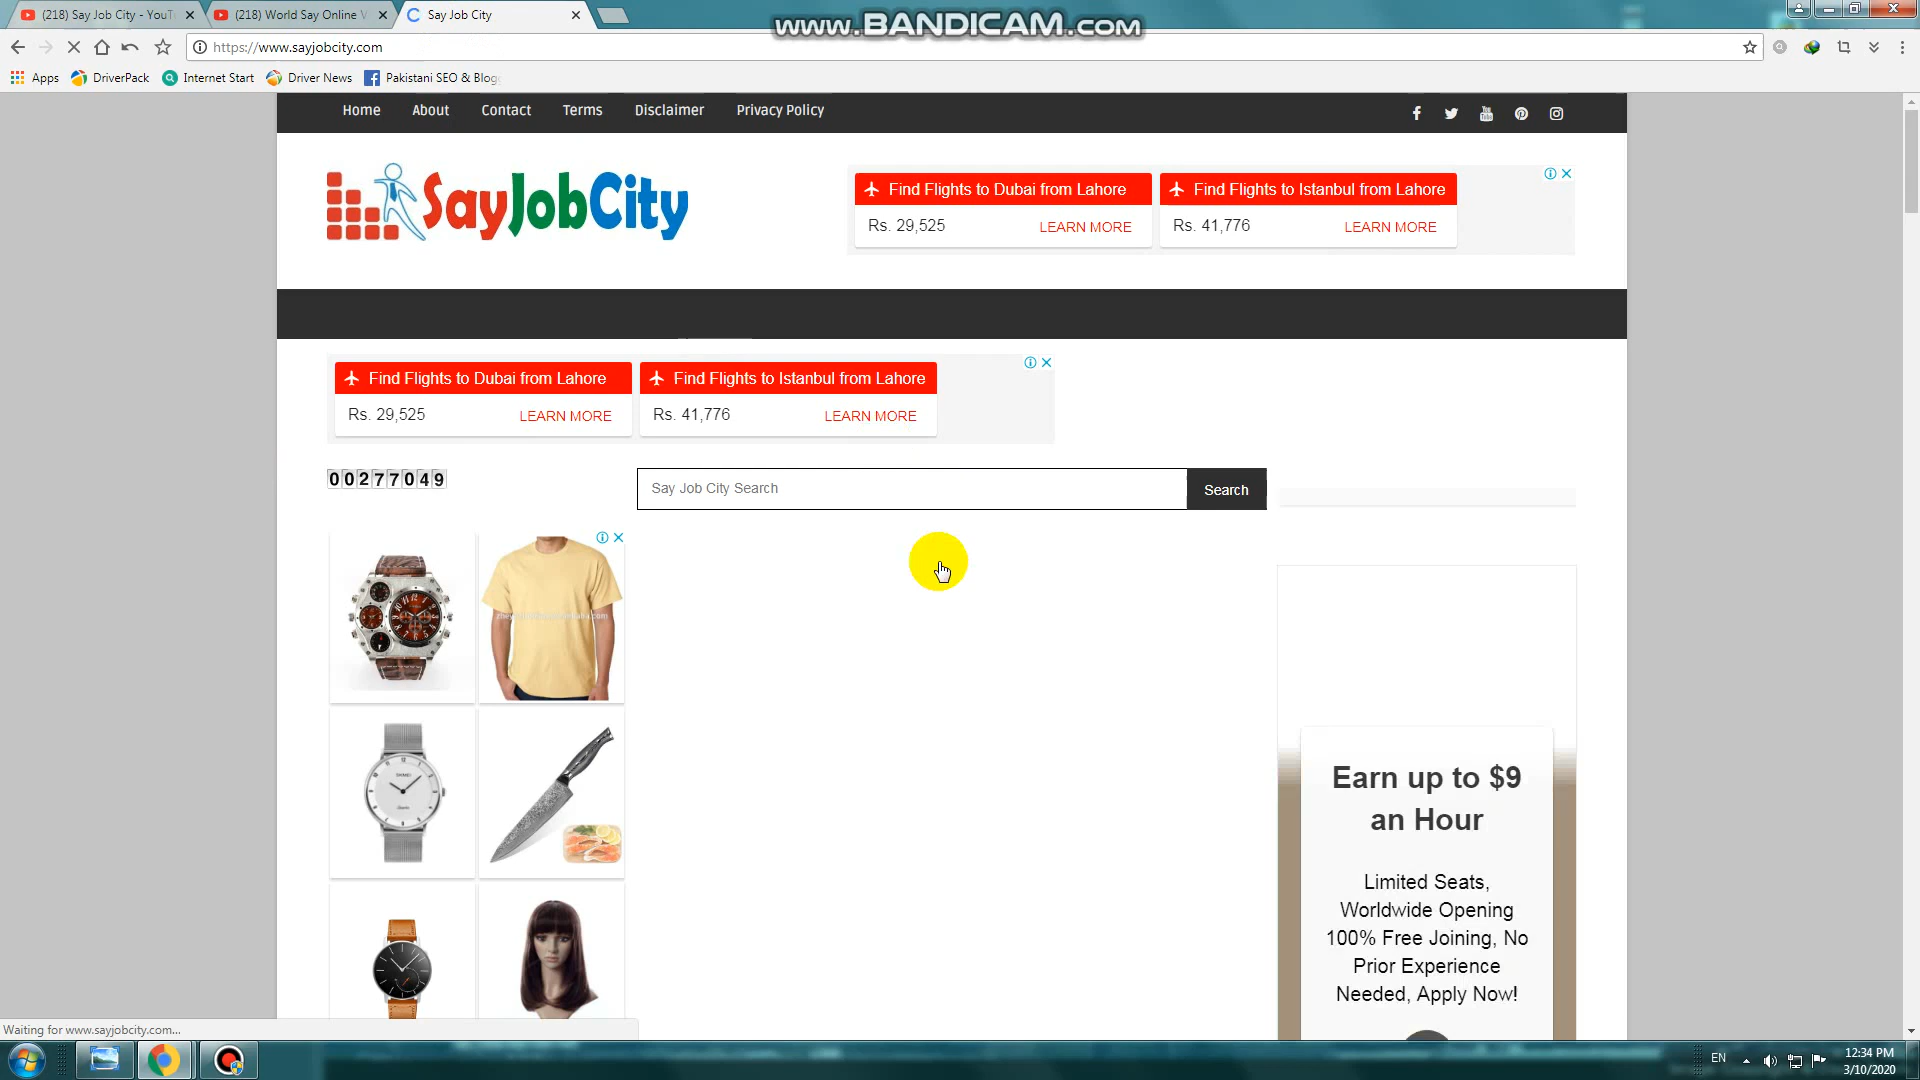 (218) Say Job City - YouT
(218) World Say Online V
Say Job City
www.BANDICAM.com
https://www.sayjobcity.com
Apps
DriverPack
Internet Start
Driver News
Pakistani SEO & Blog
Home
About
Contact
Terms
Disclaimer
Privacy Policy
SayJobCity
Find Flights to Dubai from Lahore
Rs. 29,525
LEARN MORE
Find Flights to Istanbul from Lahore
Rs. 41,776
LEARN MORE
Find Flights to Dubai from Lahore
Rs. 29,525
LEARN MORE
Find Flights to Istanbul from Lahore
Rs. 41,776
LEARN MORE
00277049
Say Job City Search
Search
Earn up to $9
an Hour
Limited Seats,
Worldwide Opening
100% Free Joining, No
Prior Experience
Needed, Apply Now!
Waiting for www.sayjobcity.com...
EN
12:34 PM
3/10/2020